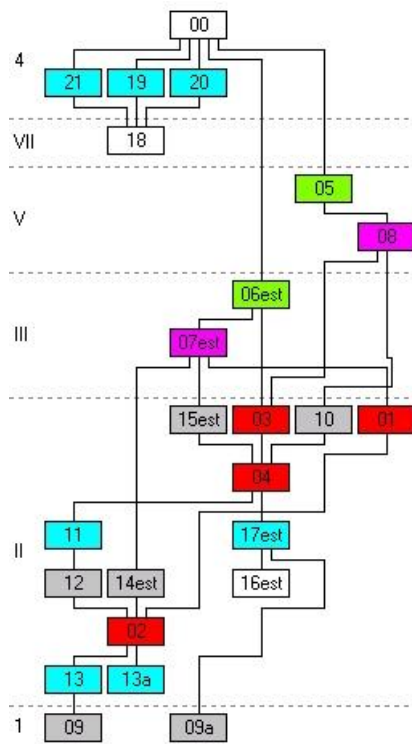 00
4
21 19 20
VII
18
05
V
08
06est
III
07est
15est 03 10 01
04
11 17est
II
12 14est 16est
02
13 13a
1
09 09a